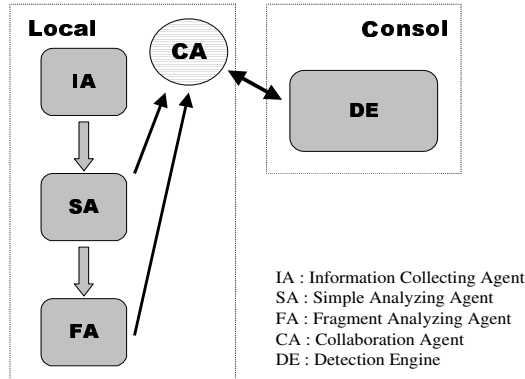 Local
CA
Consol
IA
DE
SA
FA
IA : Information Collecting Agent
SA : Simple Analyzing Agent
FA : Fragment Analyzing Agent
CA : Collaboration Agent
DE : Detection Engine